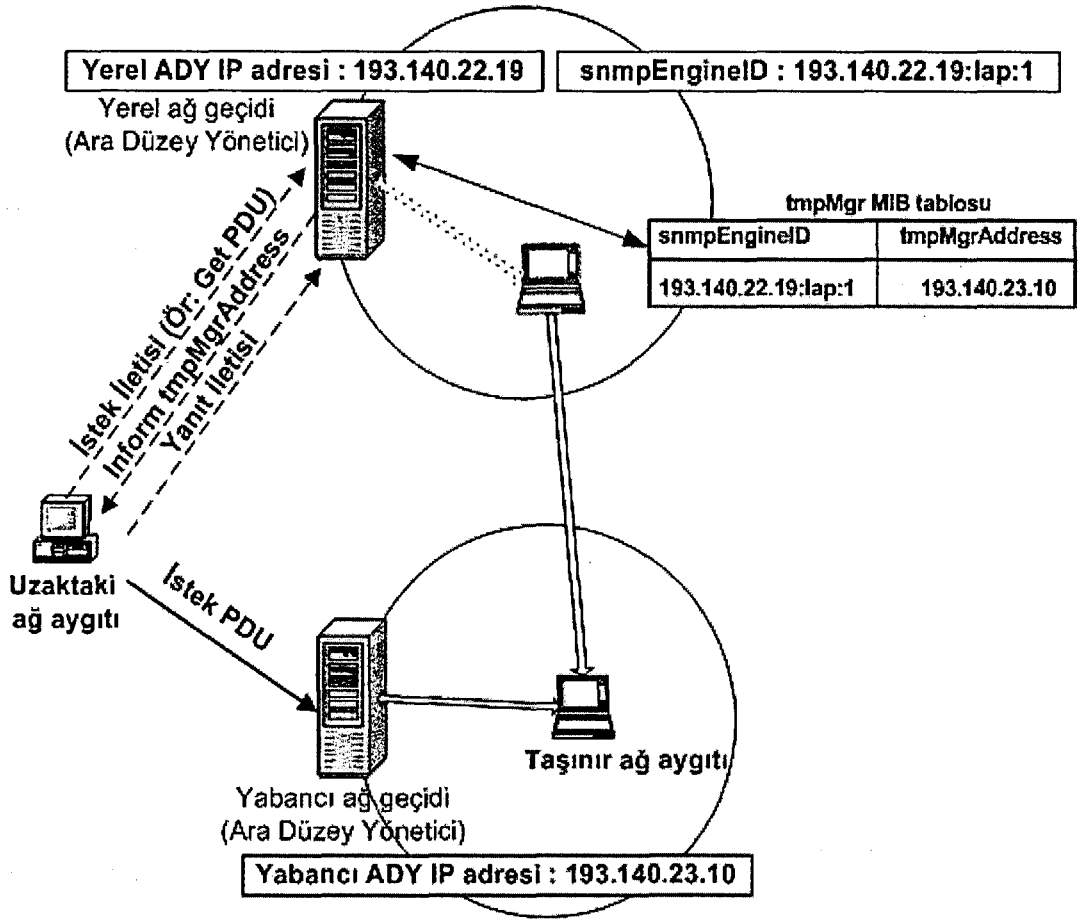 Yerel ADY IP adresi : 193.140.22.19
snmpEngineID : 193.140.22.19:lap:1
Yerel ağ geçidi
(Ara Düzey Yönetici)
tmpMgr MIB tablosu
snmpEngineID tmpMgrAddress
193.140.22.19:lap:1 193.140.23.10
İstek İletisi (Ör: Get PDU)
Inform tmpMgrAddress
Yanıt İletisi
Uzaktaki
ağ aygıtı
İstek PDU
Taşınır ağ aygıtı
Yabancı ağ geçidi
(Ara Düzey Yönetici)
Yabancı ADY IP adresi : 193.140.23.10